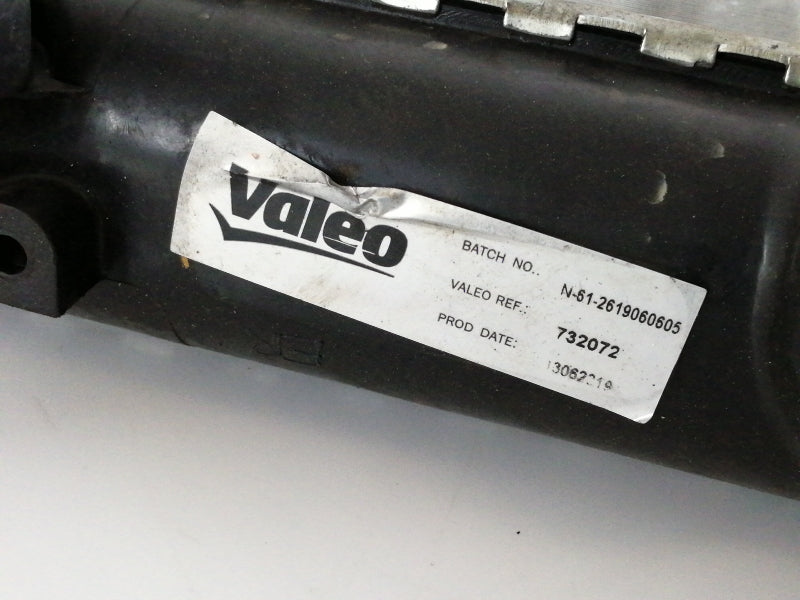 Valeo
BATCH NO.: N-61-2619060605
VALEO REF.: 732072
PROD DATE: